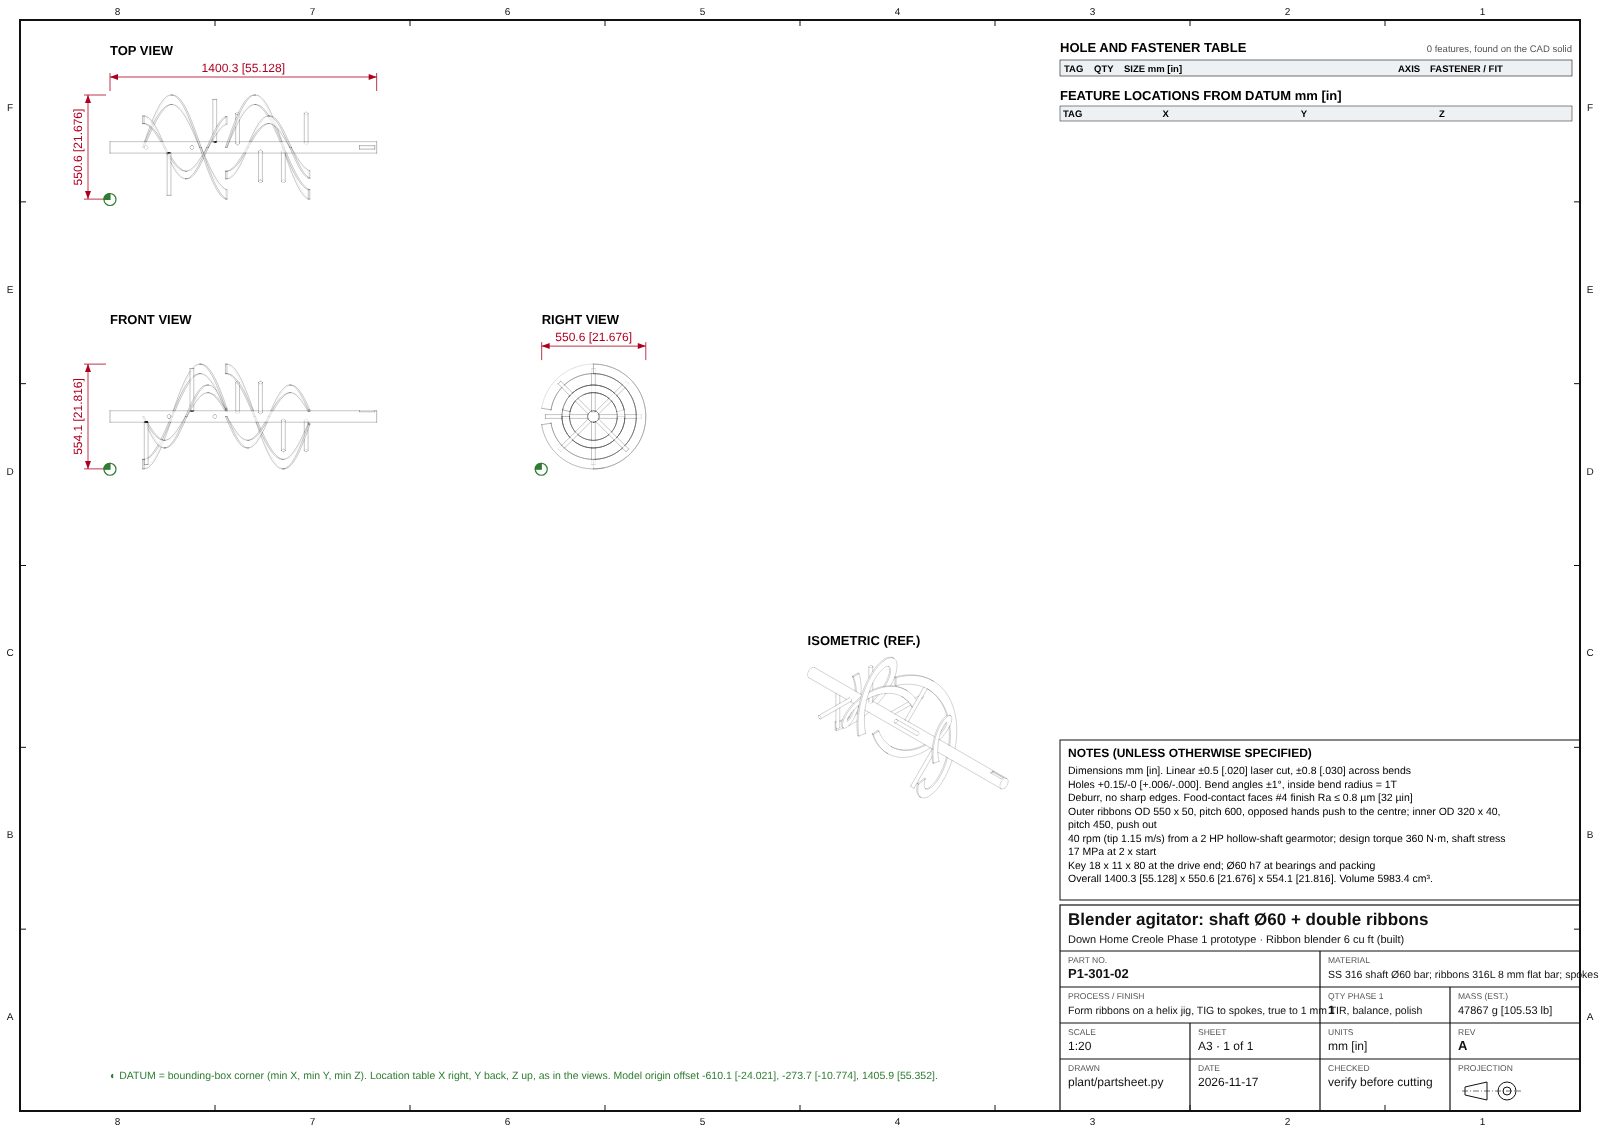 8 7 6 5 4 3 2 1
TOP VIEW
1400.3 [55.128]
550.6 [21.676]
HOLE AND FASTENER TABLE
0 features, found on the CAD solid
TAG QTY SIZE mm [in] AXIS FASTENER / FIT
FEATURE LOCATIONS FROM DATUM mm [in]
TAG X Y Z
F F
E E
FRONT VIEW
554.1 [21.816]
RIGHT VIEW
550.6 [21.676]
D D
ISOMETRIC (REF.)
C C
NOTES (UNLESS OTHERWISE SPECIFIED)
Dimensions mm [in]. Linear ±0.5 [.020] laser cut, ±0.8 [.030] across bends
Holes +0.15/-0 [+.006/-.000]. Bend angles ±1°, inside bend radius = 1T
Deburr, no sharp edges. Food-contact faces #4 finish Ra ≤ 0.8 µm [32 µin]
Outer ribbons OD 550 x 50, pitch 600, opposed hands push to the centre; inner OD 320 x 40,
pitch 450, push out
40 rpm (tip 1.15 m/s) from a 2 HP hollow-shaft gearmotor; design torque 360 N·m, shaft stress
17 MPa at 2 x start
Key 18 x 11 x 80 at the drive end; Ø60 h7 at bearings and packing
Overall 1400.3 [55.128] x 550.6 [21.676] x 554.1 [21.816]. Volume 5983.4 cm³.
B B
Blender agitator: shaft Ø60 + double ribbons
Down Home Creole Phase 1 prototype · Ribbon blender 6 cu ft (built)
PART NO.
P1-301-02
MATERIAL
SS 316 shaft Ø60 bar; ribbons 316L 8 mm flat bar; spokes
PROCESS / FINISH
Form ribbons on a helix jig, TIG to spokes, true to 1 mm TIR, balance, polish
QTY PHASE 1
1
MASS (EST.)
47867 g [105.53 lb]
A A
SCALE
1:20
SHEET
A3 · 1 of 1
UNITS
mm [in]
REV
A
DRAWN
plant/partsheet.py
DATE
2026-11-17
CHECKED
verify before cutting
PROJECTION
DATUM = bounding-box corner (min X, min Y, min Z). Location table X right, Y back, Z up, as in the views. Model origin offset -610.1 [-24.021], -273.7 [-10.774], 1405.9 [55.352].
8 7 6 5 4 3 2 1